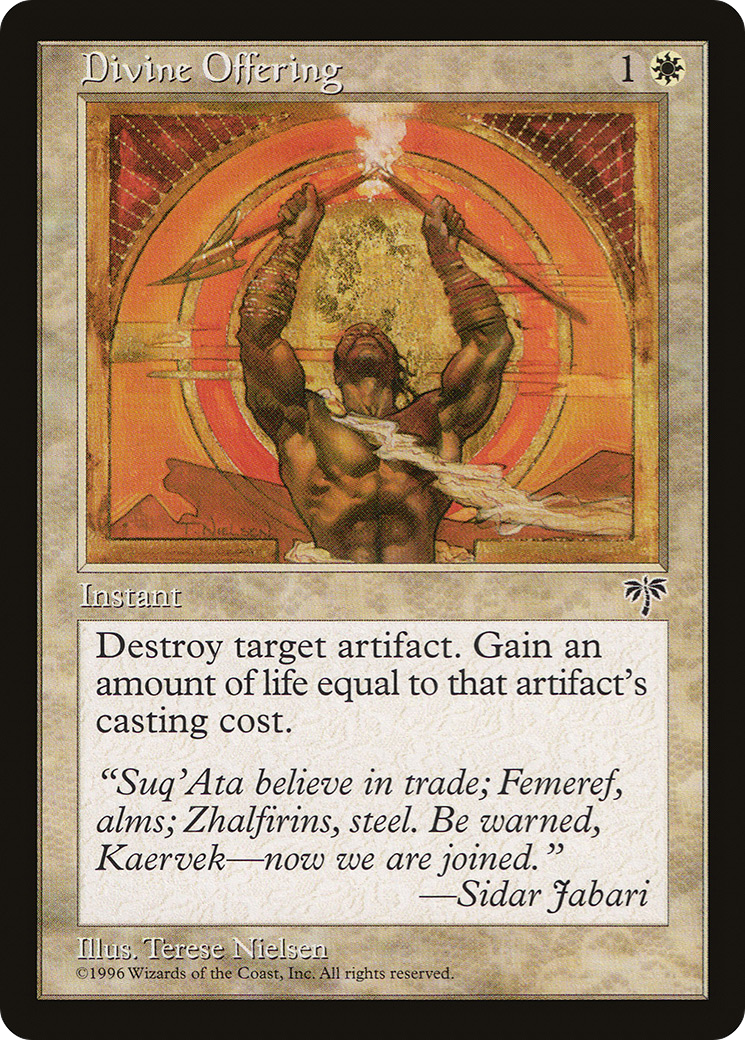 Divine Offering 1
T. NIELSEN
Instant
Destroy target artifact. Gain an
amount of life equal to that artifact's
casting cost.
“Suq’Ata believe in trade; Femeref,
alms; Zhalfirins, steel. Be warned,
Kaervek—now we are joined.”
—Sidar Jabari
Illus. Terese Nielsen
©1996 Wizards of the Coast, Inc. All rights reserved.